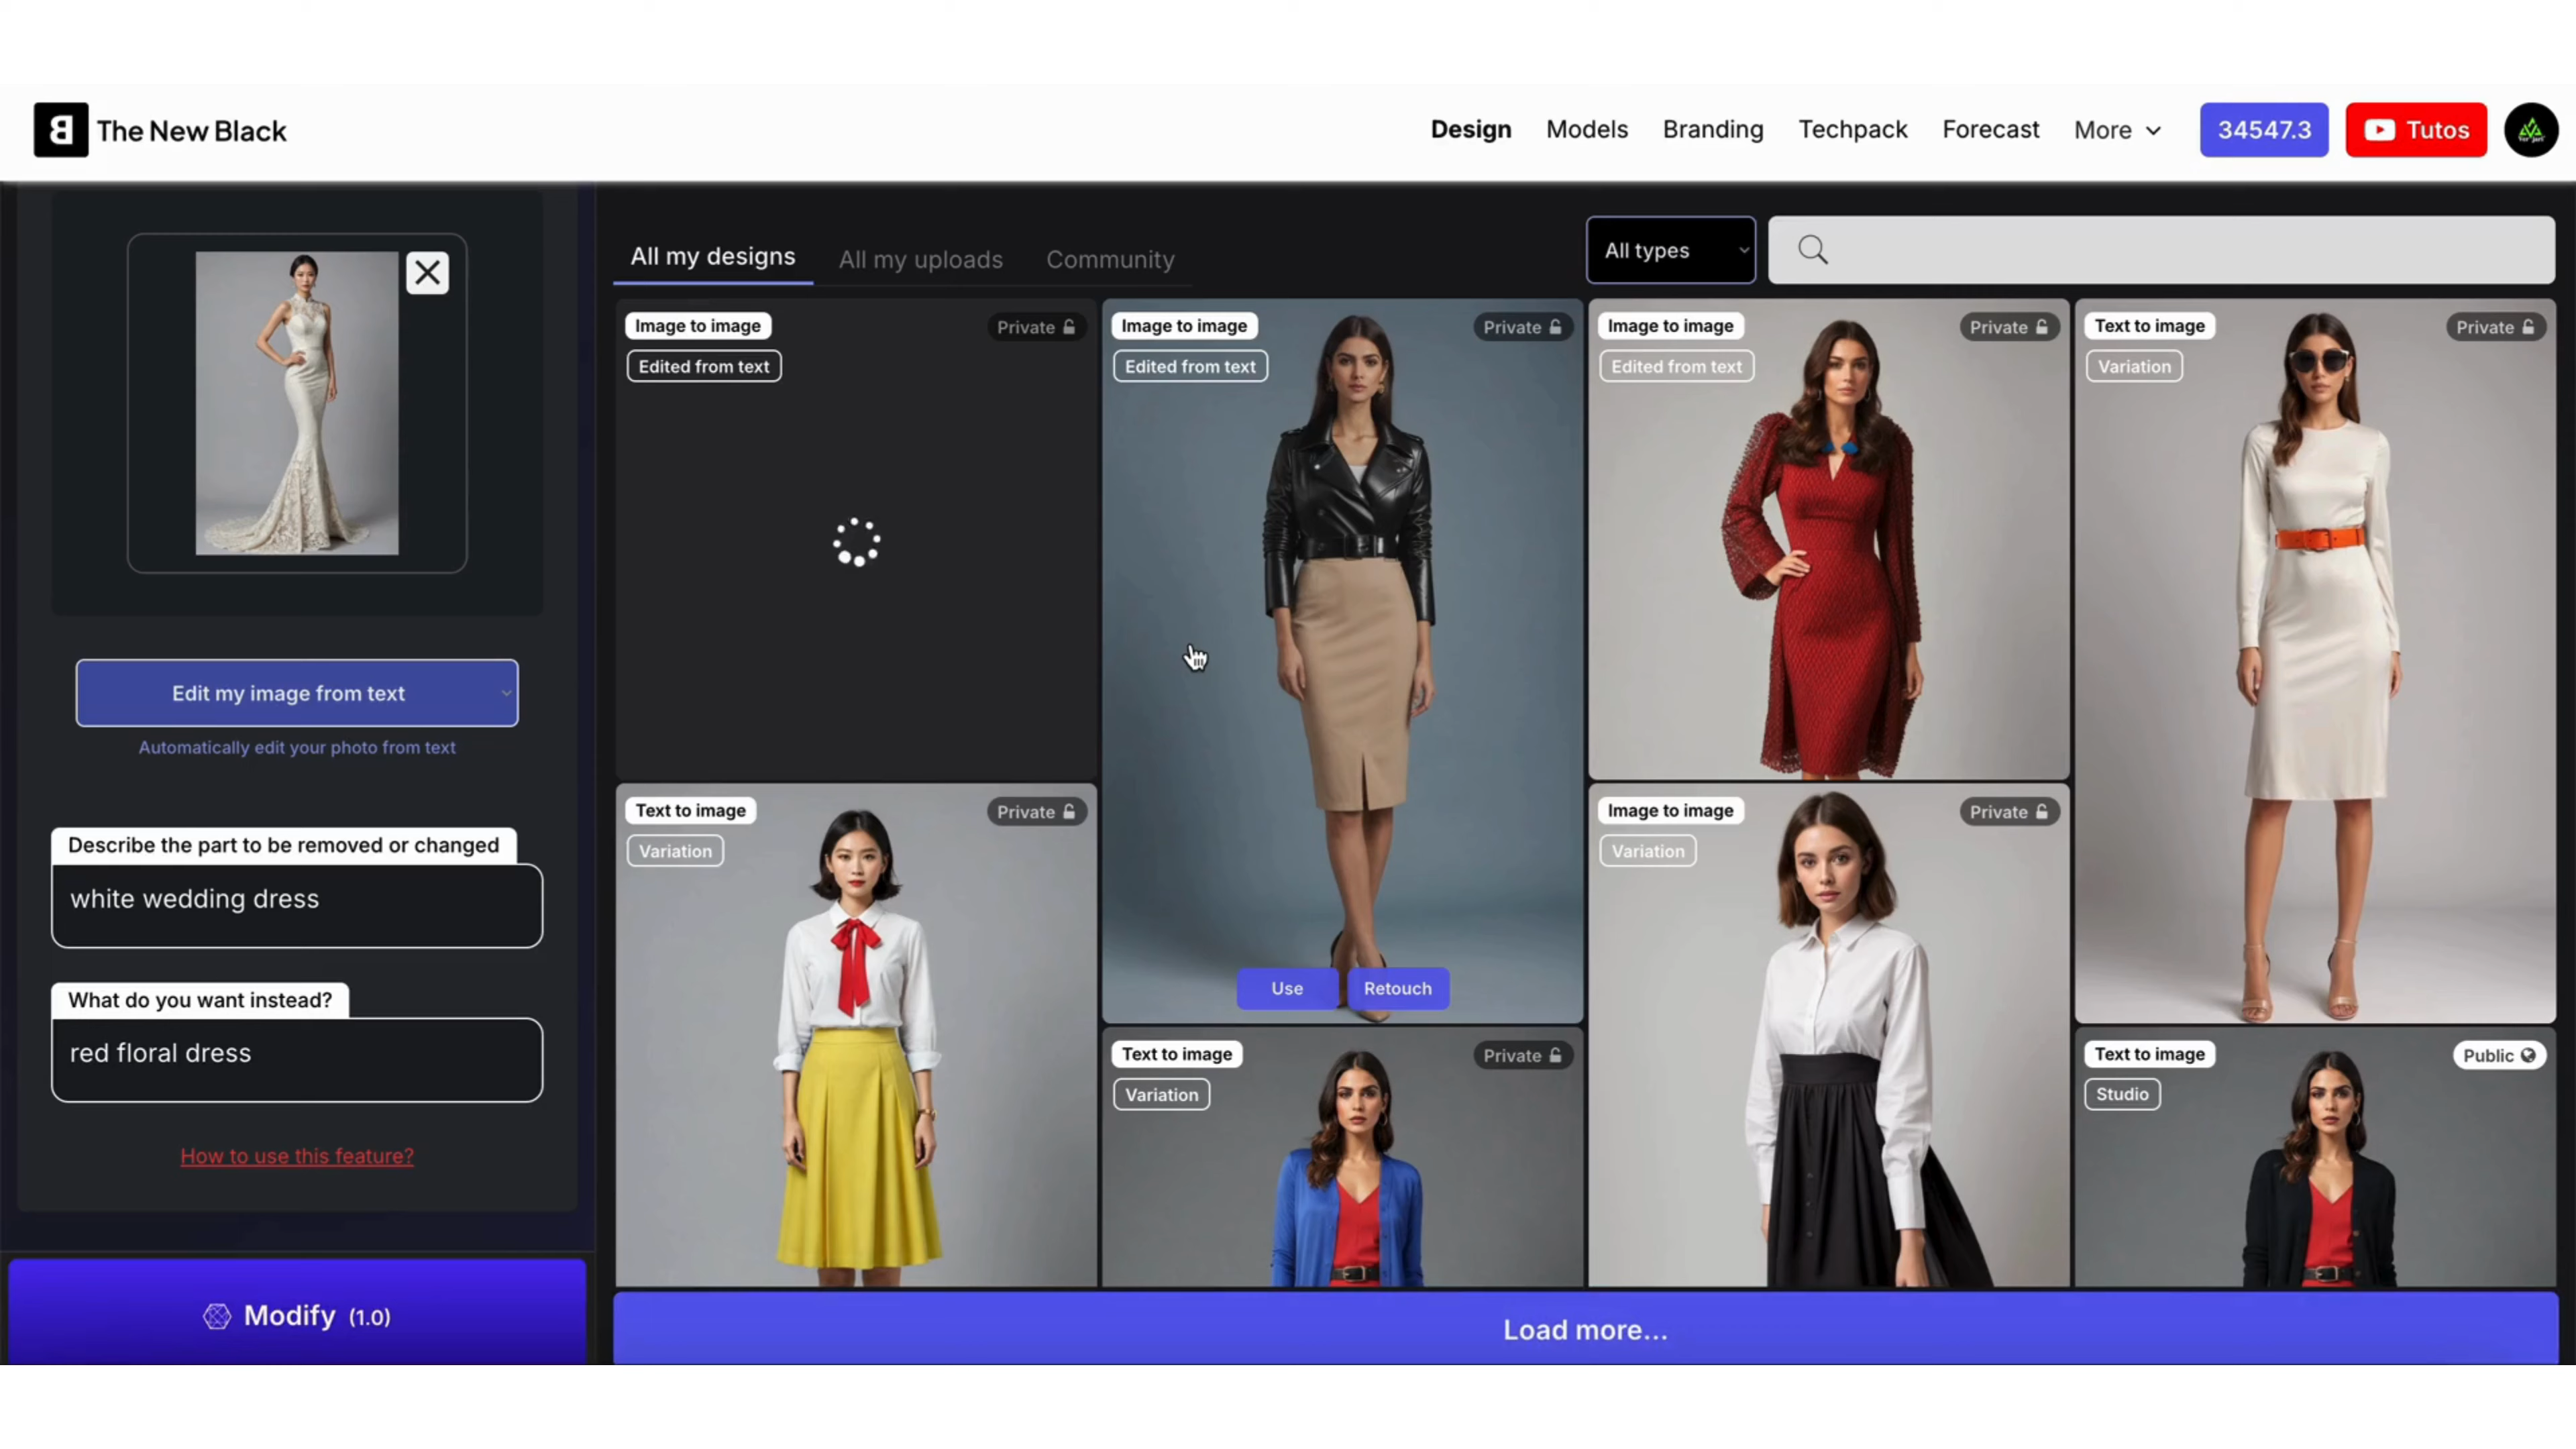 B The New Black
Design Models Branding Techpack Forecast More 34547.3 Tutos
All my designs All my uploads Community All types
Image to image Private
Edited from text
Image to image Private
Edited from text
Image to image Private
Edited from text
Text to image Private
Variation
Edit my image from text
Automatically edit your photo from text
Describe the part to be removed or changed
white wedding dress
What do you want instead?
red floral dress
How to use this feature?
Modify (1.0)
Text to image Private
Variation
Use Retouch
Image to image Private
Variation
Text to image Private
Variation
Text to image Public
Studio
Load more...